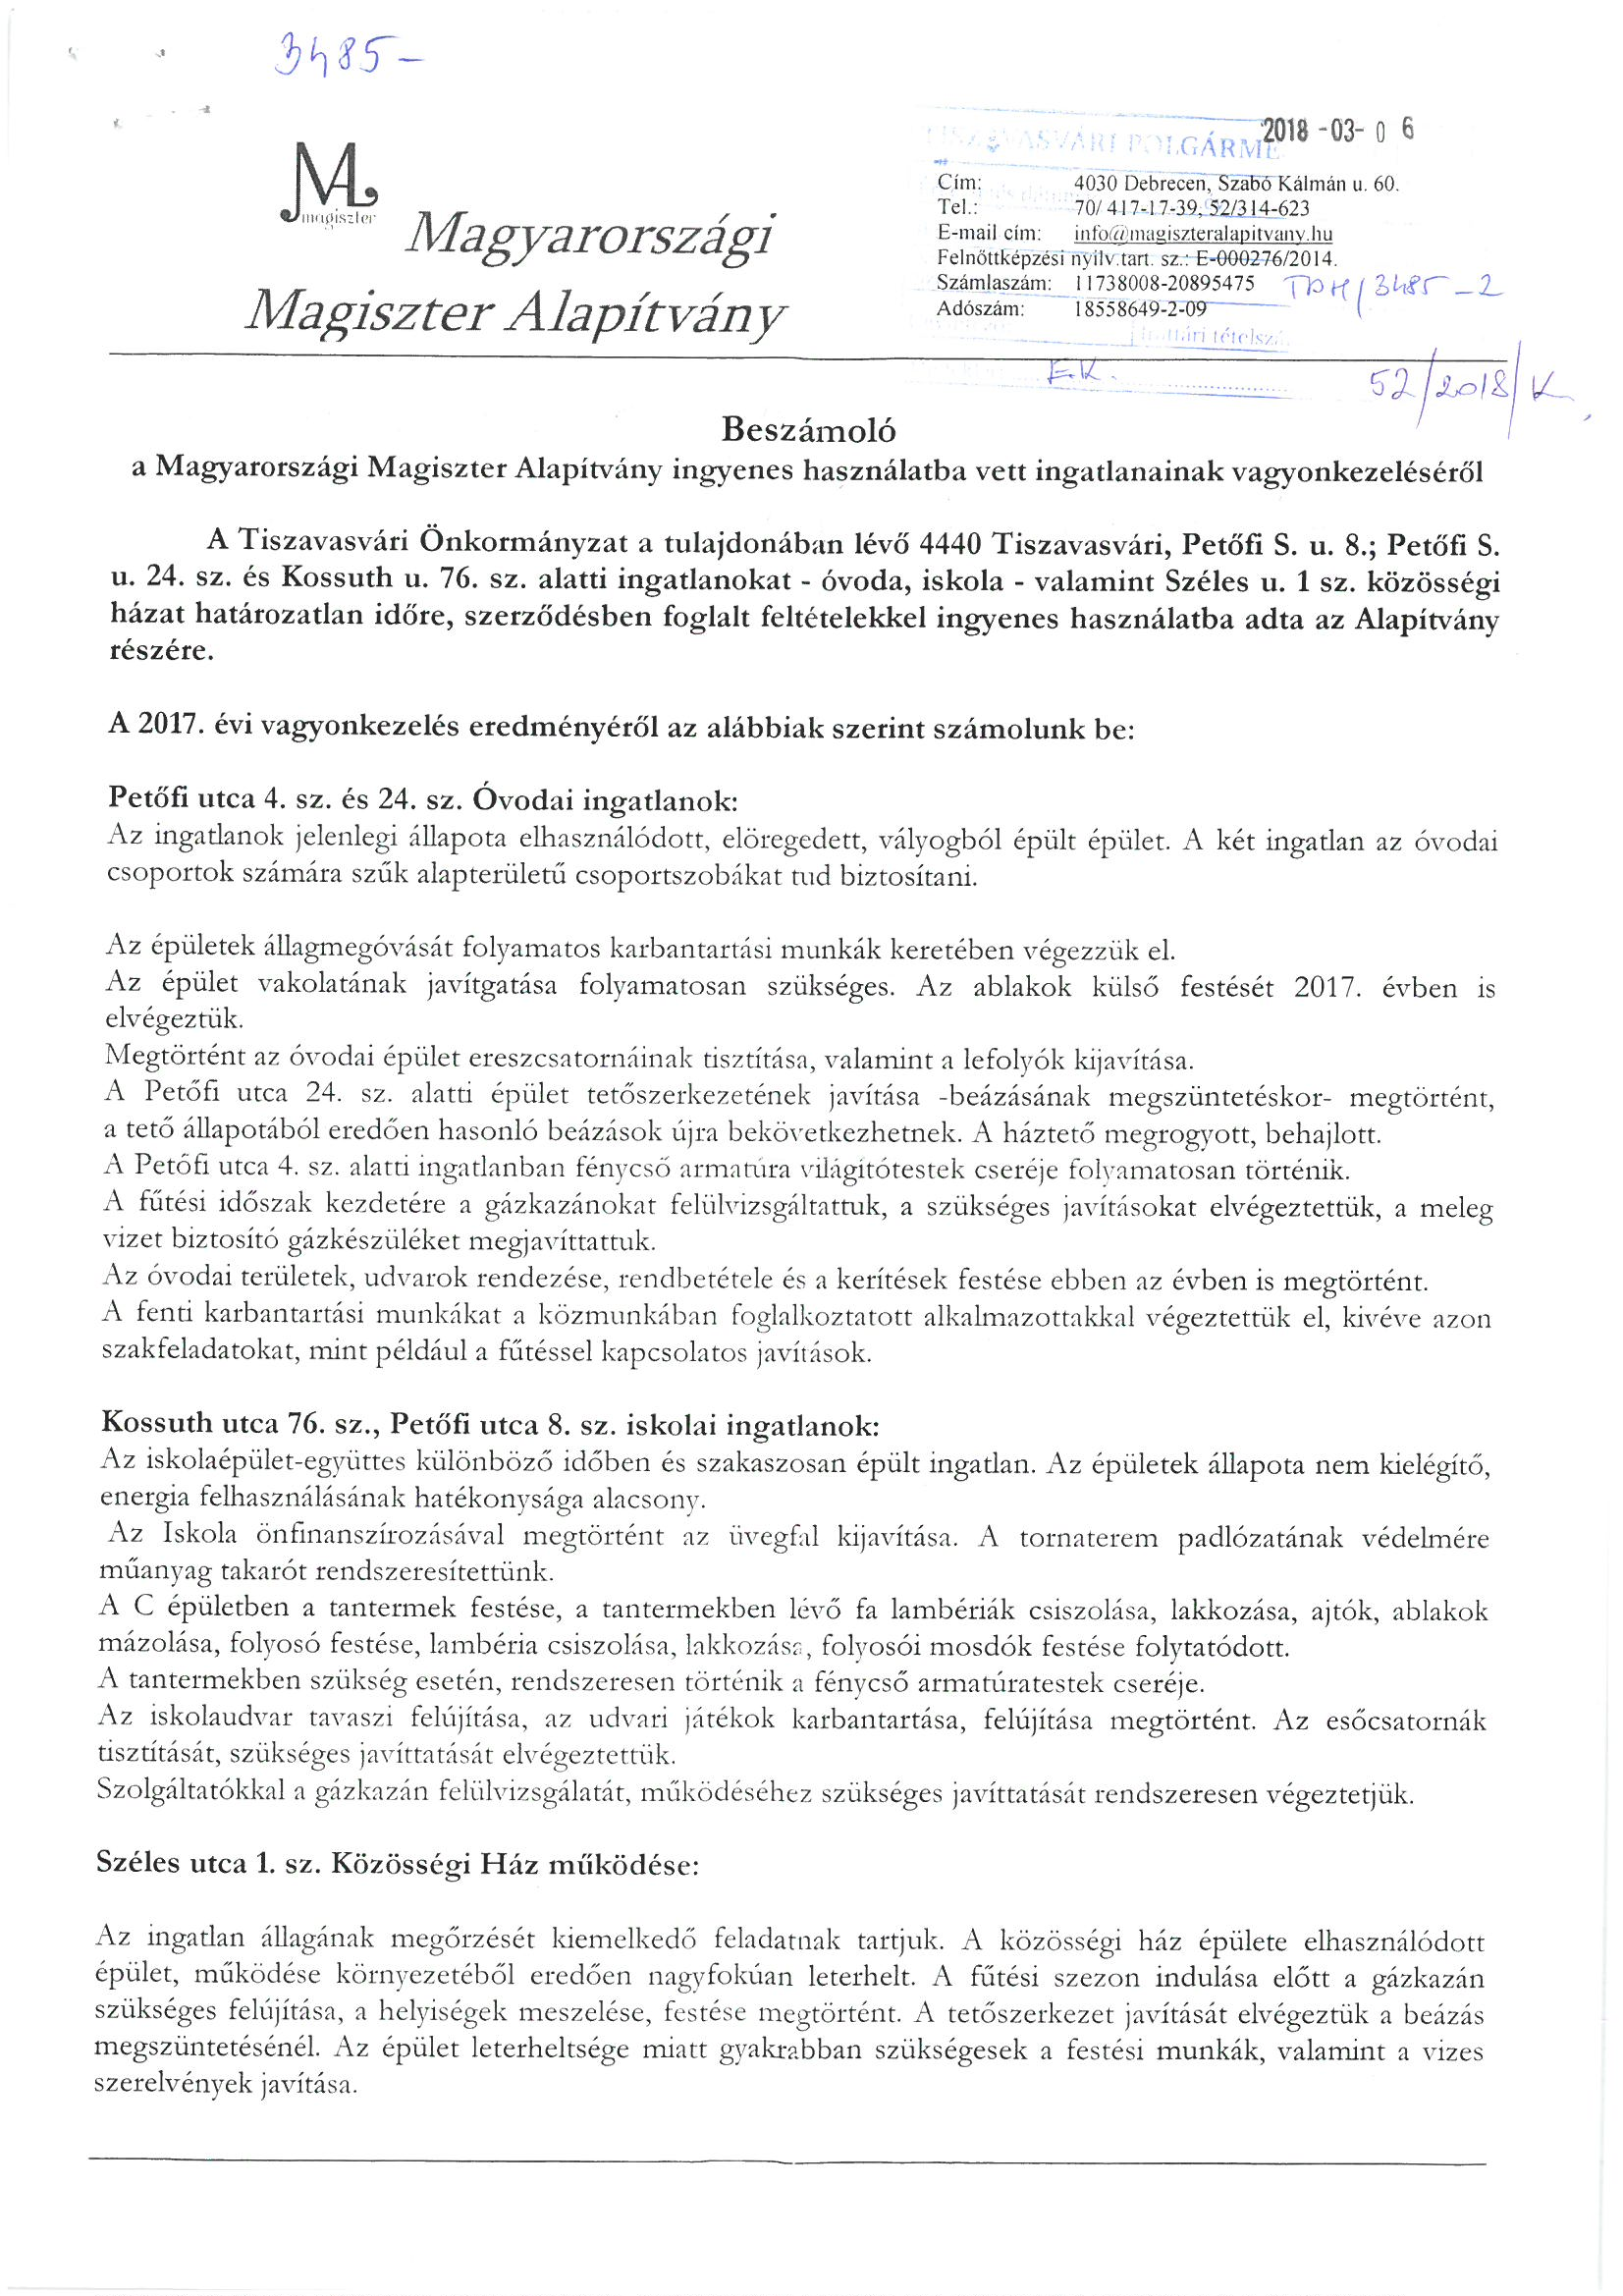 3485-
2018 -03- 0 6
TISZAVASVÁRI POLGÁRME
M
magiszter
Magyarországi
Magiszter Alapítvány
Cím: 4030 Debrecen, Szabó Kálmán u. 60.
Tel.: 70/ 417-17-39; 52/314-623
E-mail cím: info@magiszteralapitvany.hu
Felnőttképzési nyilv.tart. sz.: E-000276/2014.
Számlaszám: 11738008-20895475
TPH/3485-2
Adószám: 18558649-2-09
E.K.
52/2018/K
Beszámoló
a Magyarországi Magiszter Alapítvány ingyenes használatba vett ingatlanainak vagyonkezeléséről
A Tiszavasvári Önkormányzat a tulajdonában lévő 4440 Tiszavasvári, Petőfi S. u. 8.; Petőfi S.
u. 24. sz. és Kossuth u. 76. sz. alatti ingatlanokat - óvoda, iskola - valamint Széles u. 1 sz. közösségi
házat határozatlan időre, szerződésben foglalt feltételekkel ingyenes használatba adta az Alapítvány
részére.
A 2017. évi vagyonkezelés eredményéről az alábbiak szerint számolunk be:
Petőfi utca 4. sz. és 24. sz. Óvodai ingatlanok:
Az ingatlanok jelenlegi állapota elhasználódott, elöregedett, vályogból épült épület. A két ingatlan az óvodai
csoportok számára szűk alapterületű csoportszobákat tud biztosítani.
Az épületek állagmegóvását folyamatos karbantartási munkák keretében végezzük el.
Az épület vakolatának javítgatása folyamatosan szükséges. Az ablakok külső festését 2017. évben is
elvégeztük.
Megtörtént az óvodai épület ereszcsatornáinak tisztítása, valamint a lefolyók kijavítása.
A Petőfi utca 24. sz. alatti épület tetőszerkezetének javítása -beázásának megszüntetéskor- megtörtént,
a tető állapotából eredően hasonló beázások újra bekövetkezhetnek. A háztető megrogyott, behajlott.
A Petőfi utca 4. sz. alatti ingatlanban fénycső armatúra világítótestek cseréje folyamatosan történik.
A fűtési időszak kezdetére a gázkazánokat felülvizsgáltattuk, a szükséges javításokat elvégeztettük, a meleg
vizet biztosító gázkészüléket megjavíttattuk.
Az óvodai területek, udvarok rendezése, rendbetétele és a kerítések festése ebben az évben is megtörtént.
A fenti karbantartási munkákat a közmunkában foglalkoztatott alkalmazottakkal végeztettük el, kivéve azon
szakfeladatokat, mint például a fűtéssel kapcsolatos javítások.
Kossuth utca 76. sz., Petőfi utca 8. sz. iskolai ingatlanok:
Az iskolaépület-együttes különböző időben és szakaszosan épült ingatlan. Az épületek állapota nem kielégítő,
energia felhasználásának hatékonysága alacsony.
Az Iskola önfinanszírozásával megtörtént az üvegfal kijavítása. A tornaterem padlózatának védelmére
műanyag takarót rendszeresítettünk.
A C épületben a tantermek festése, a tantermekben lévő fa lambériák csiszolása, lakkozása, ajtók, ablakok
mázolása, folyosó festése, lambéria csiszolása, lakkozása, folyosói mosdók festése folytatódott.
A tantermekben szükség esetén, rendszeresen történik a fénycső armatúratestek cseréje.
Az iskolaudvar tavaszi felújítása, az udvari játékok karbantartása, felújítása megtörtént. Az esőcsatornák
tisztítását, szükséges javíttatását elvégeztettük.
Szolgáltatókkal a gázkazán felülvizsgálatát, működéséhez szükséges javíttatását rendszeresen végeztetjük.
Széles utca 1. sz. Közösségi Ház működése:
Az ingatlan állagának megőrzését kiemelkedő feladatnak tartjuk. A közösségi ház épülete elhasználódott
épület, működése környezetéből eredően nagyfokúan leterhelt. A fűtési szezon indulása előtt a gázkazán
szükséges felújítása, a helyiségek meszelése, festése megtörtént. A tetőszerkezet javítását elvégeztük a beázás
megszüntetésénél. Az épület leterheltsége miatt gyakrabban szükségesek a festési munkák, valamint a vizes
szerelvények javítása.